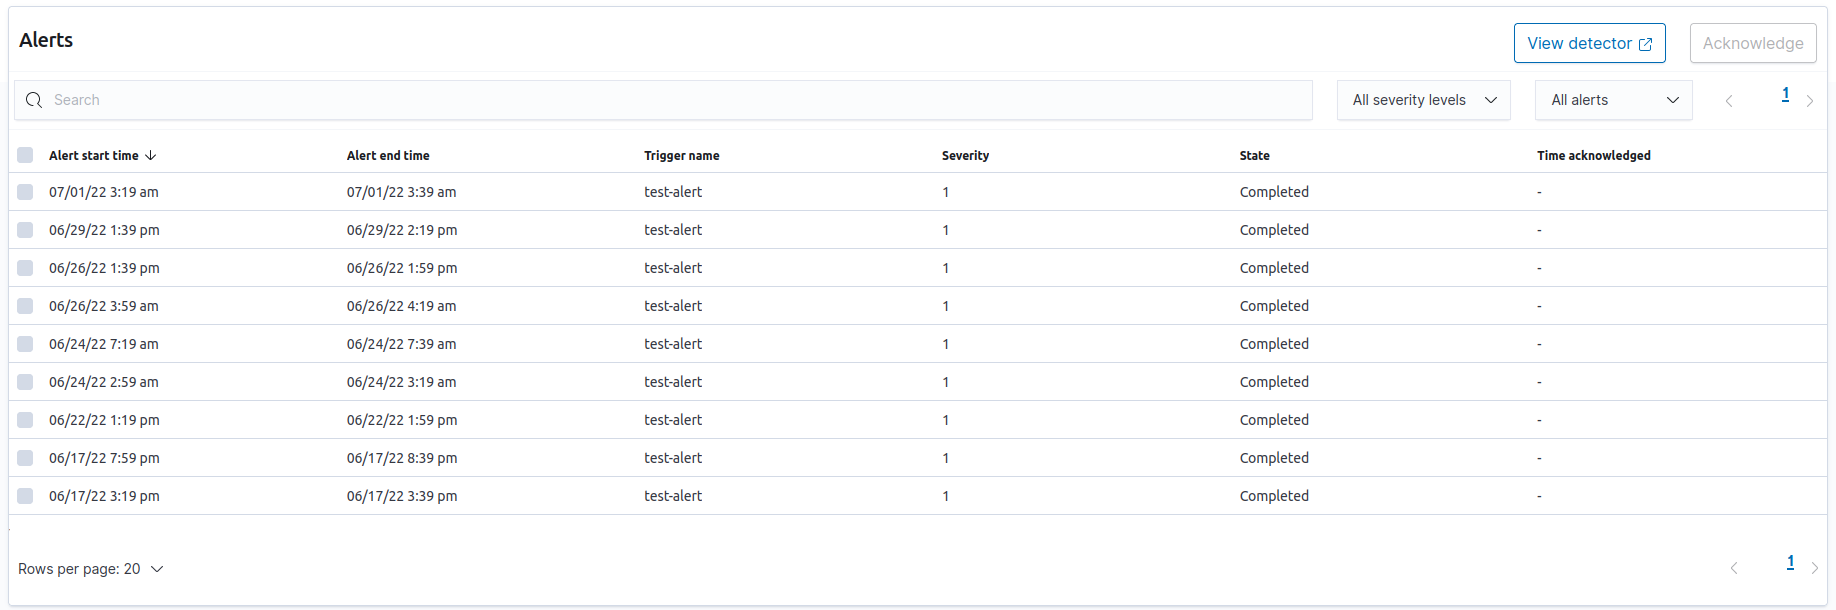 Alerts
View detector
Acknowledge
Search
All severity levels
All alerts
1
Alert start time Alert end time Trigger name Severity State Time acknowledged
07/01/22 3:19 am 07/01/22 3:39 am test-alert 1 Completed -
06/29/22 1:39 pm 06/29/22 2:19 pm test-alert 1 Completed -
06/26/22 1:39 pm 06/26/22 1:59 pm test-alert 1 Completed -
06/26/22 3:59 am 06/26/22 4:19 am test-alert 1 Completed -
06/24/22 7:19 am 06/24/22 7:39 am test-alert 1 Completed -
06/24/22 2:59 am 06/24/22 3:19 am test-alert 1 Completed -
06/22/22 1:19 pm 06/22/22 1:59 pm test-alert 1 Completed -
06/17/22 7:59 pm 06/17/22 8:39 pm test-alert 1 Completed -
06/17/22 3:19 pm 06/17/22 3:39 pm test-alert 1 Completed -
Rows per page: 20
1